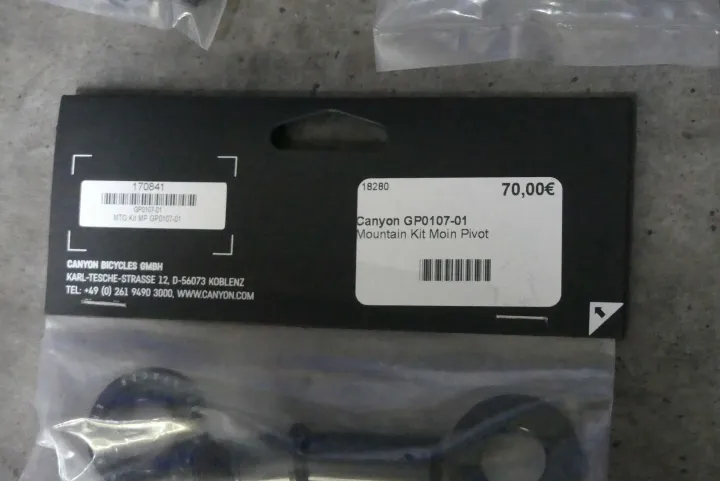 170641
GP0107-01
MTG Kit MP GP0107-01
CANYON BICYCLES GMBH
KARL-TESCHE-STRASSE 12, D-56073 KOBLENZ
TEL: +49 (0) 261 9490 3000, WWW.CANYON.COM
18280
70,00€
Canyon GP0107-01
Mountain Kit Moin Pivot